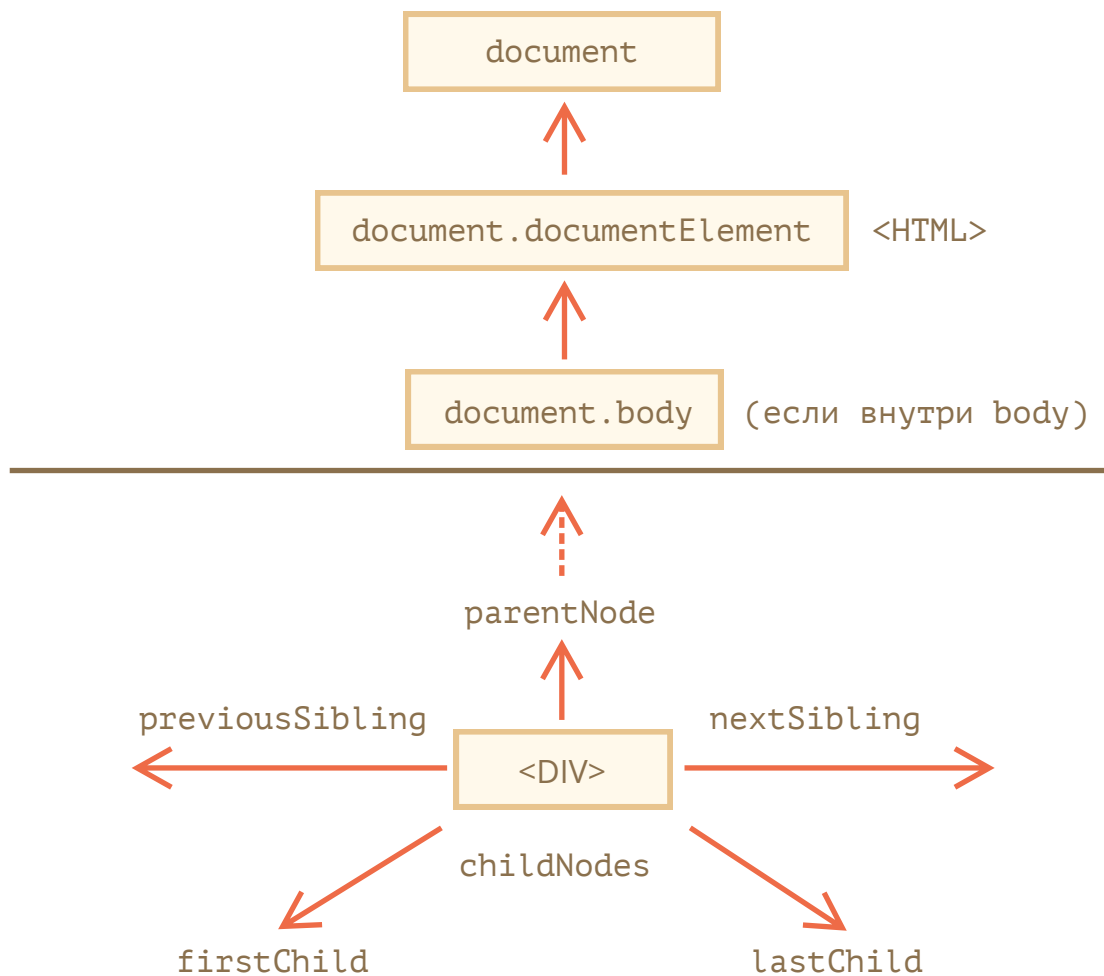 document
document.documentElement <HTML>
document.body (если внутри body)
parentNode
previousSibling nextSibling
<DIV>
childNodes
firstChild lastChild